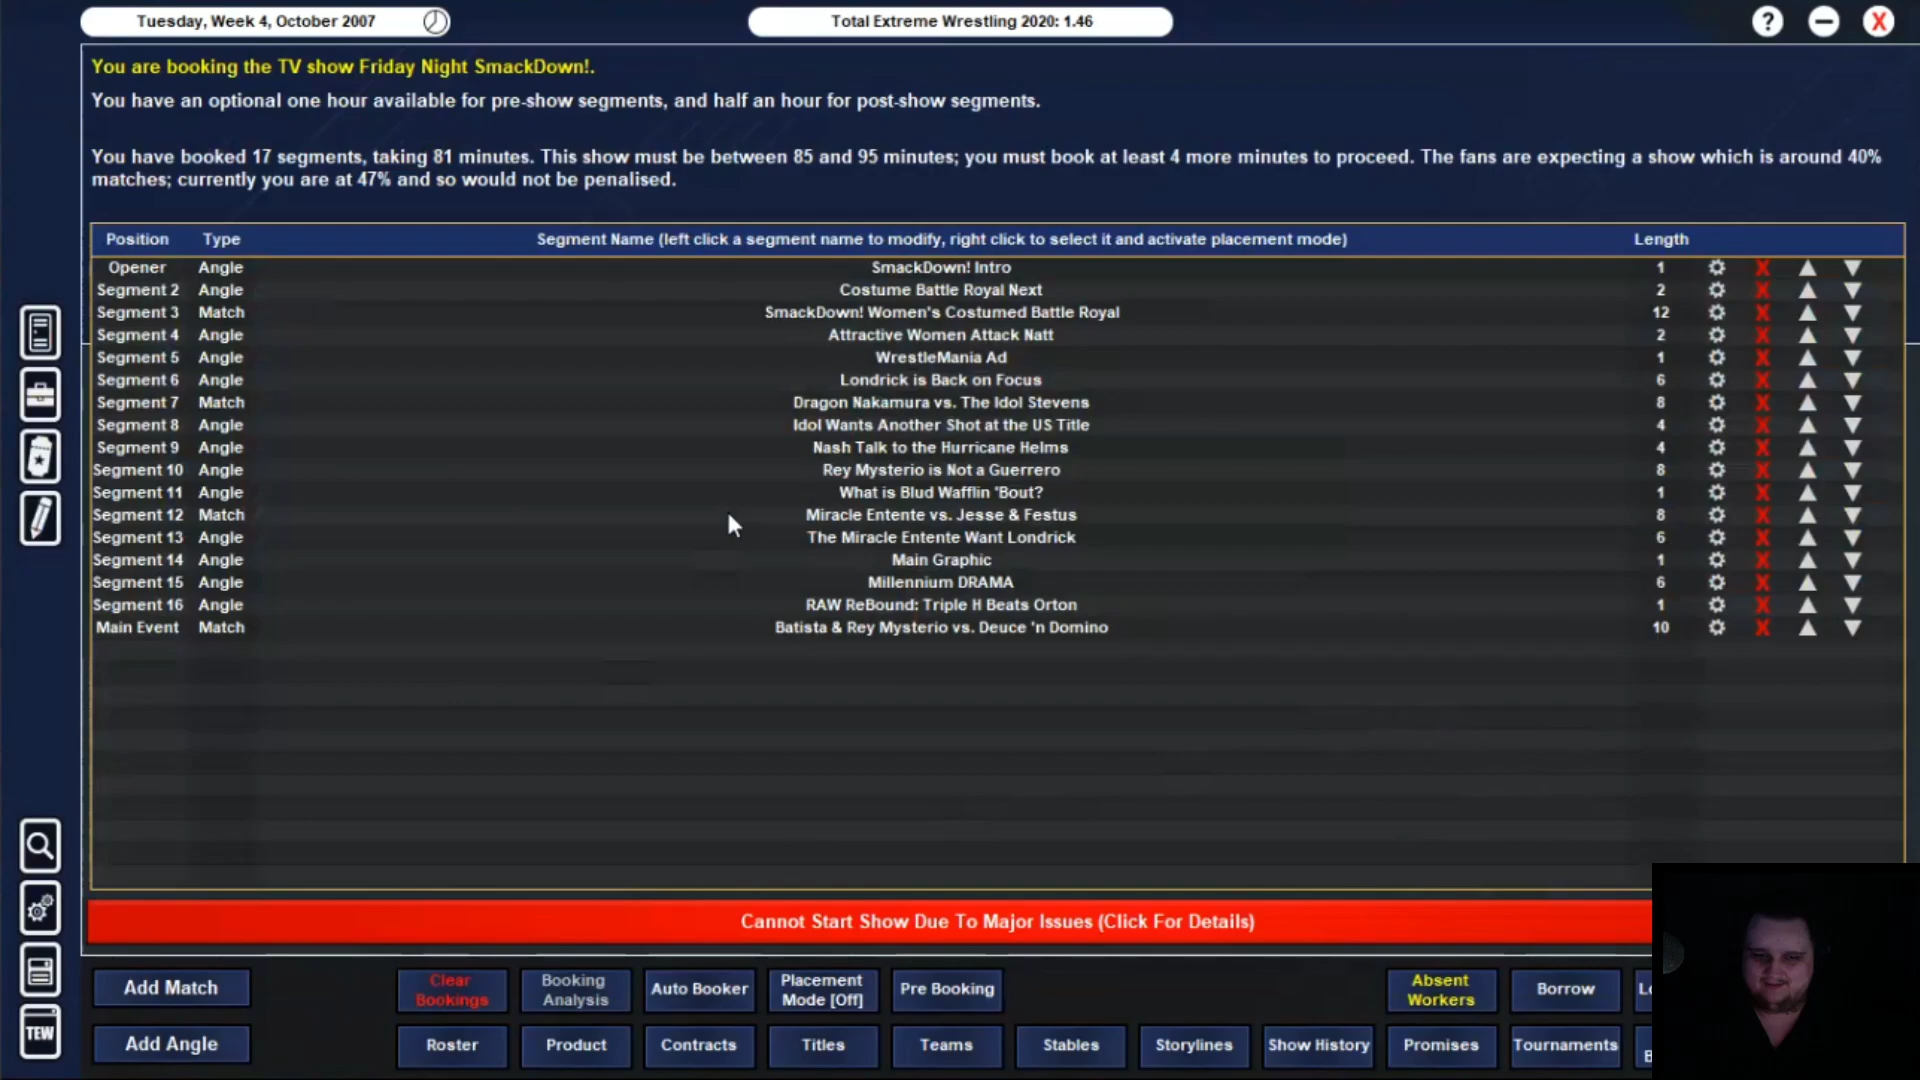 Tuesday, Week 4, October 2007
Total Extreme Wrestling 2020: 1.46
?
X
You are booking the TV show Friday Night SmackDown!.
You have an optional one hour available for pre-show segments, and half an hour for post-show segments.
You have booked 17 segments, taking 81 minutes. This show must be between 85 and 95 minutes; you must book at least 4 more minutes to proceed. The fans are expecting a show which is around 40%
matches; currently you are at 47% and so would not be penalised.
Position Type Segment Name (left click a segment name to modify, right click to select it and activate placement mode) Length
Opener Angle SmackDown! Intro 1 X
Segment 2 Angle Costume Battle Royal Next 2 X
Segment 3 Match SmackDown! Women's Costumed Battle Royal 12 X
Segment 4 Angle Attractive Women Attack Natt 2 X
Segment 5 Angle WrestleMania Ad 1 X
Segment 6 Angle Londrick is Back on Focus 6 X
Segment 7 Match Dragon Nakamura vs. The Idol Stevens 8 X
Segment 8 Angle Idol Wants Another Shot at the US Title 4 X
Segment 9 Angle Nash Talk to the Hurricane Helms 4 X
Segment 10 Angle Rey Mysterio is Not a Guerrero 8 X
Segment 11 Angle What is Blud Wafflin 'Bout? 1 X
Segment 12 Match Miracle Entente vs. Jesse & Festus 8 X
Segment 13 Angle The Miracle Entente Want Londrick 6 X
Segment 14 Angle Main Graphic 1 X
Segment 15 Angle Millennium DRAMA 6 X
Segment 16 Angle RAW ReBound: Triple H Beats Orton 1 X
Main Event Match Batista & Rey Mysterio vs. Deuce 'n Domino 10 X
Cannot Start Show Due To Major Issues (Click For Details)
Add Match
Clear
Bookings
Booking
Analysis
Auto Booker
Placement
Mode [Off]
Pre Booking
Absent
Workers
Borrow
TEW
Add Angle
Roster
Product
Contracts
Titles
Teams
Stables
Storylines
Show History
Promises
Tournaments